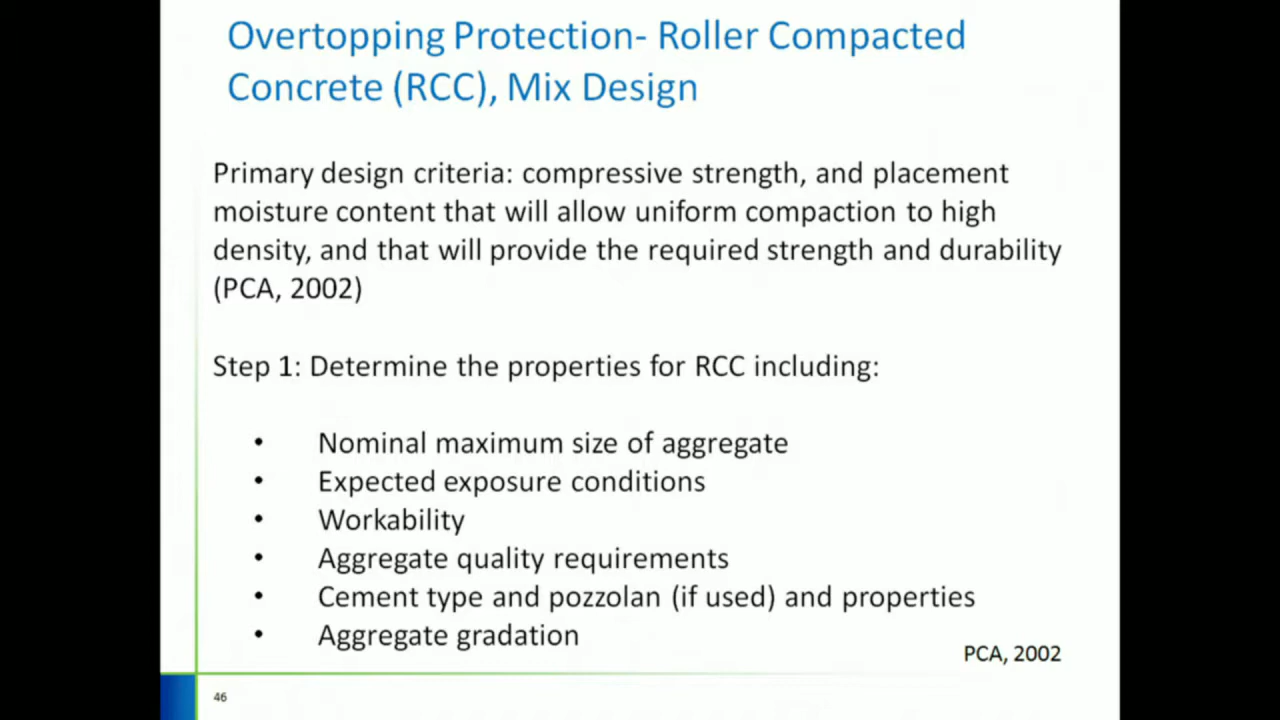 Overtopping Protection- Roller Compacted
Concrete (RCC), Mix Design
Primary design criteria: compressive strength, and placement
moisture content that will allow uniform compaction to high
density, and that will provide the required strength and durability
(PCA, 2002)
Step 1: Determine the properties for RCC including:
• Nominal maximum size of aggregate
• Expected exposure conditions
• Workability
• Aggregate quality requirements
• Cement type and pozzolan (if used) and properties
• Aggregate gradation
PCA, 2002
46